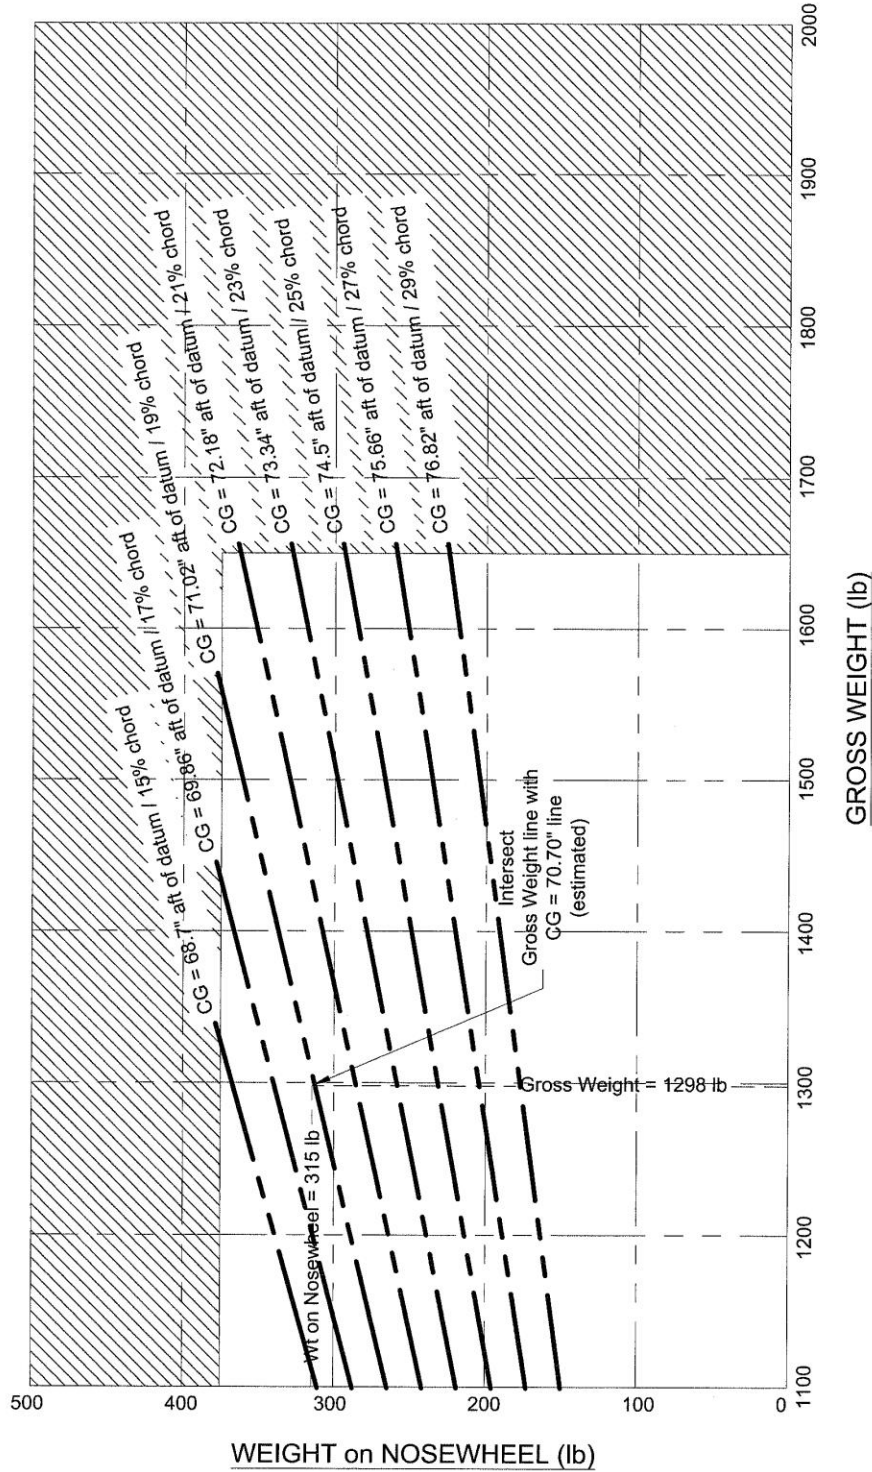 500
400
300
200
100
0
WEIGHT on NOSEWHEEL (lb)
1100
1200
1300
1400
1500
1600
1700
1800
1900
2000
GROSS WEIGHT (lb)
CG = 68.7" aft of datum / 15% chord
CG = 69.86" aft of datum / 17% chord
CG = 71.02" aft of datum / 19% chord
CG = 72.18" aft of datum / 21% chord
CG = 73.34" aft of datum / 23% chord
CG = 74.5" aft of datum / 25% chord
CG = 75.66" aft of datum / 27% chord
CG = 76.82" aft of datum / 29% chord
Intersect
Gross Weight line with
CG = 70.70" line
(estimated)
Gross Weight = 1298 lb
Wt on Nosewheel = 315 lb